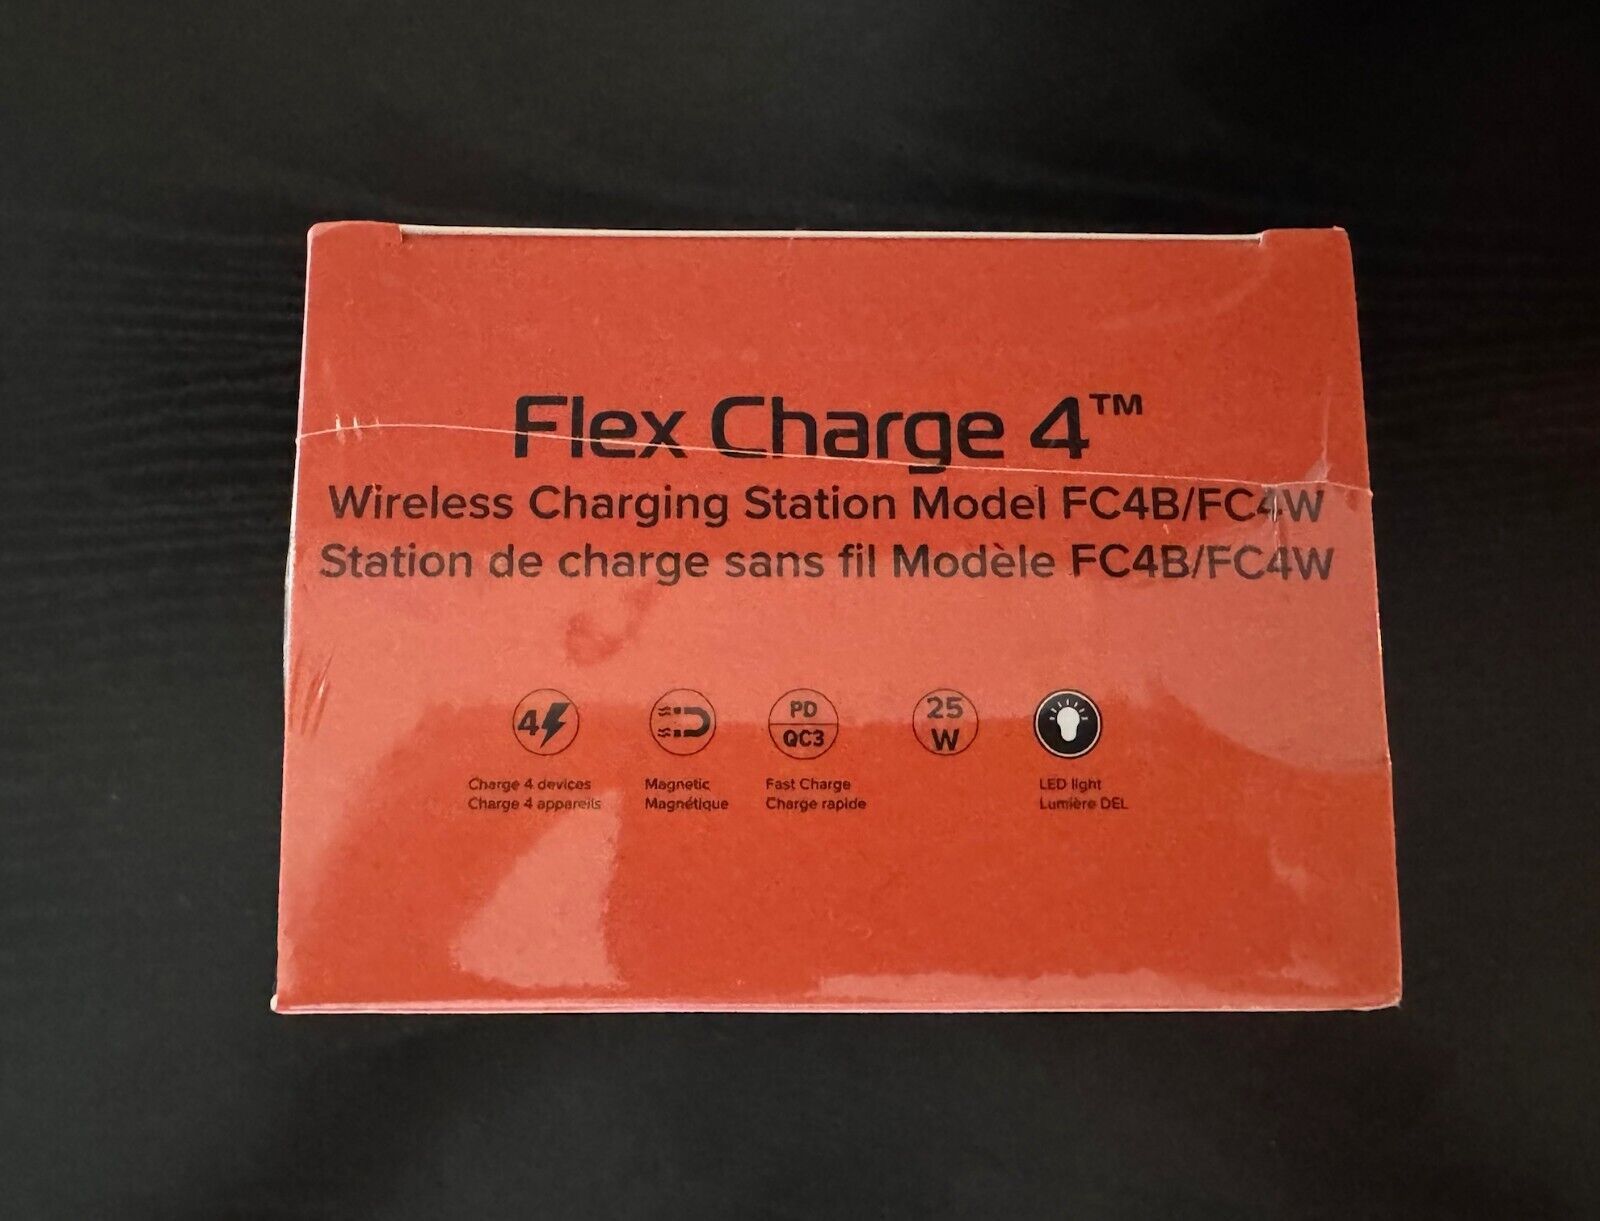 Flex Charge 4™
Wireless Charging Station Model FC4B/FC4W
Station de charge sans fil Modèle FC4B/FC4W
4
PD
QC3
25
W
Charge 4 devices
Charge 4 appareils
Magnetic
Magnétique
Fast Charge
Charge rapide
LED light
Lumière DEL